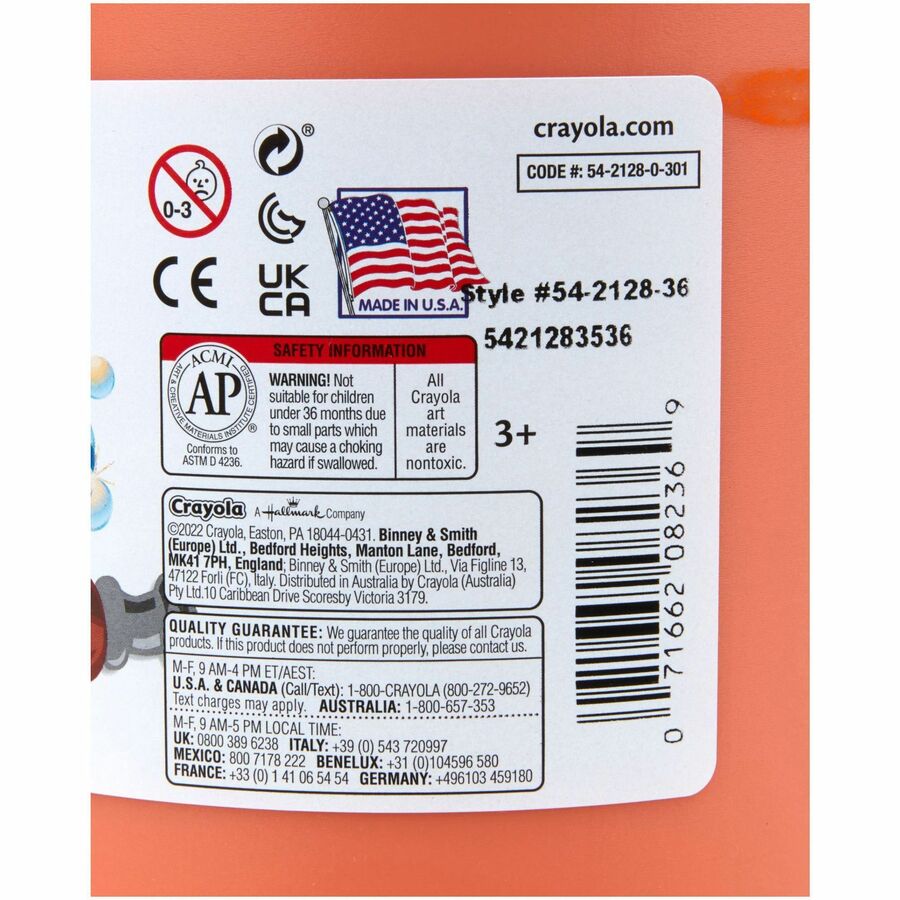 crayola.com
CODE #: 54-2128-0-301
®
0-3
CE
UK
CA
MADE IN U.S.A.
Style #54-2128-36
5421283536
SAFETY INFORMATION
ACMI
AP
ART & CREATIVE MATERIALS INSTITUTE CERTIFIED
®
Conforms to
ASTM D 4236.
WARNING! Not
suitable for children
under 36 months due
to small parts which
may cause a choking
hazard if swallowed.
All
Crayola
art
materials
are
nontoxic.
3+
Crayola A Hallmark Company
©2022 Crayola, Easton, PA 18044-0431. Binney & Smith
(Europe) Ltd., Bedford Heights, Manton Lane, Bedford,
MK41 7PH, England; Binney & Smith (Europe) Ltd., Via Figline 13,
47122 Forli (FC), Italy. Distributed in Australia by Crayola (Australia)
Pty Ltd.10 Caribbean Drive Scoresby Victoria 3179.
QUALITY GUARANTEE: We guarantee the quality of all Crayola
products. If this product does not perform properly, please contact us.
M-F, 9 AM-4 PM ET/AEST:
U.S.A. & CANADA (Call/Text): 1-800-CRAYOLA (800-272-9652)
Text charges may apply. AUSTRALIA: 1-800-657-353
M-F, 9 AM-5 PM LOCAL TIME:
UK: 0800 389 6238 ITALY: +39 (0) 543 720997
MEXICO: 800 7178 222 BENELUX: +31 (0)104596 580
FRANCE: +33 (0) 1 41 06 54 54 GERMANY: +496103 459180
0 71662 08236 9